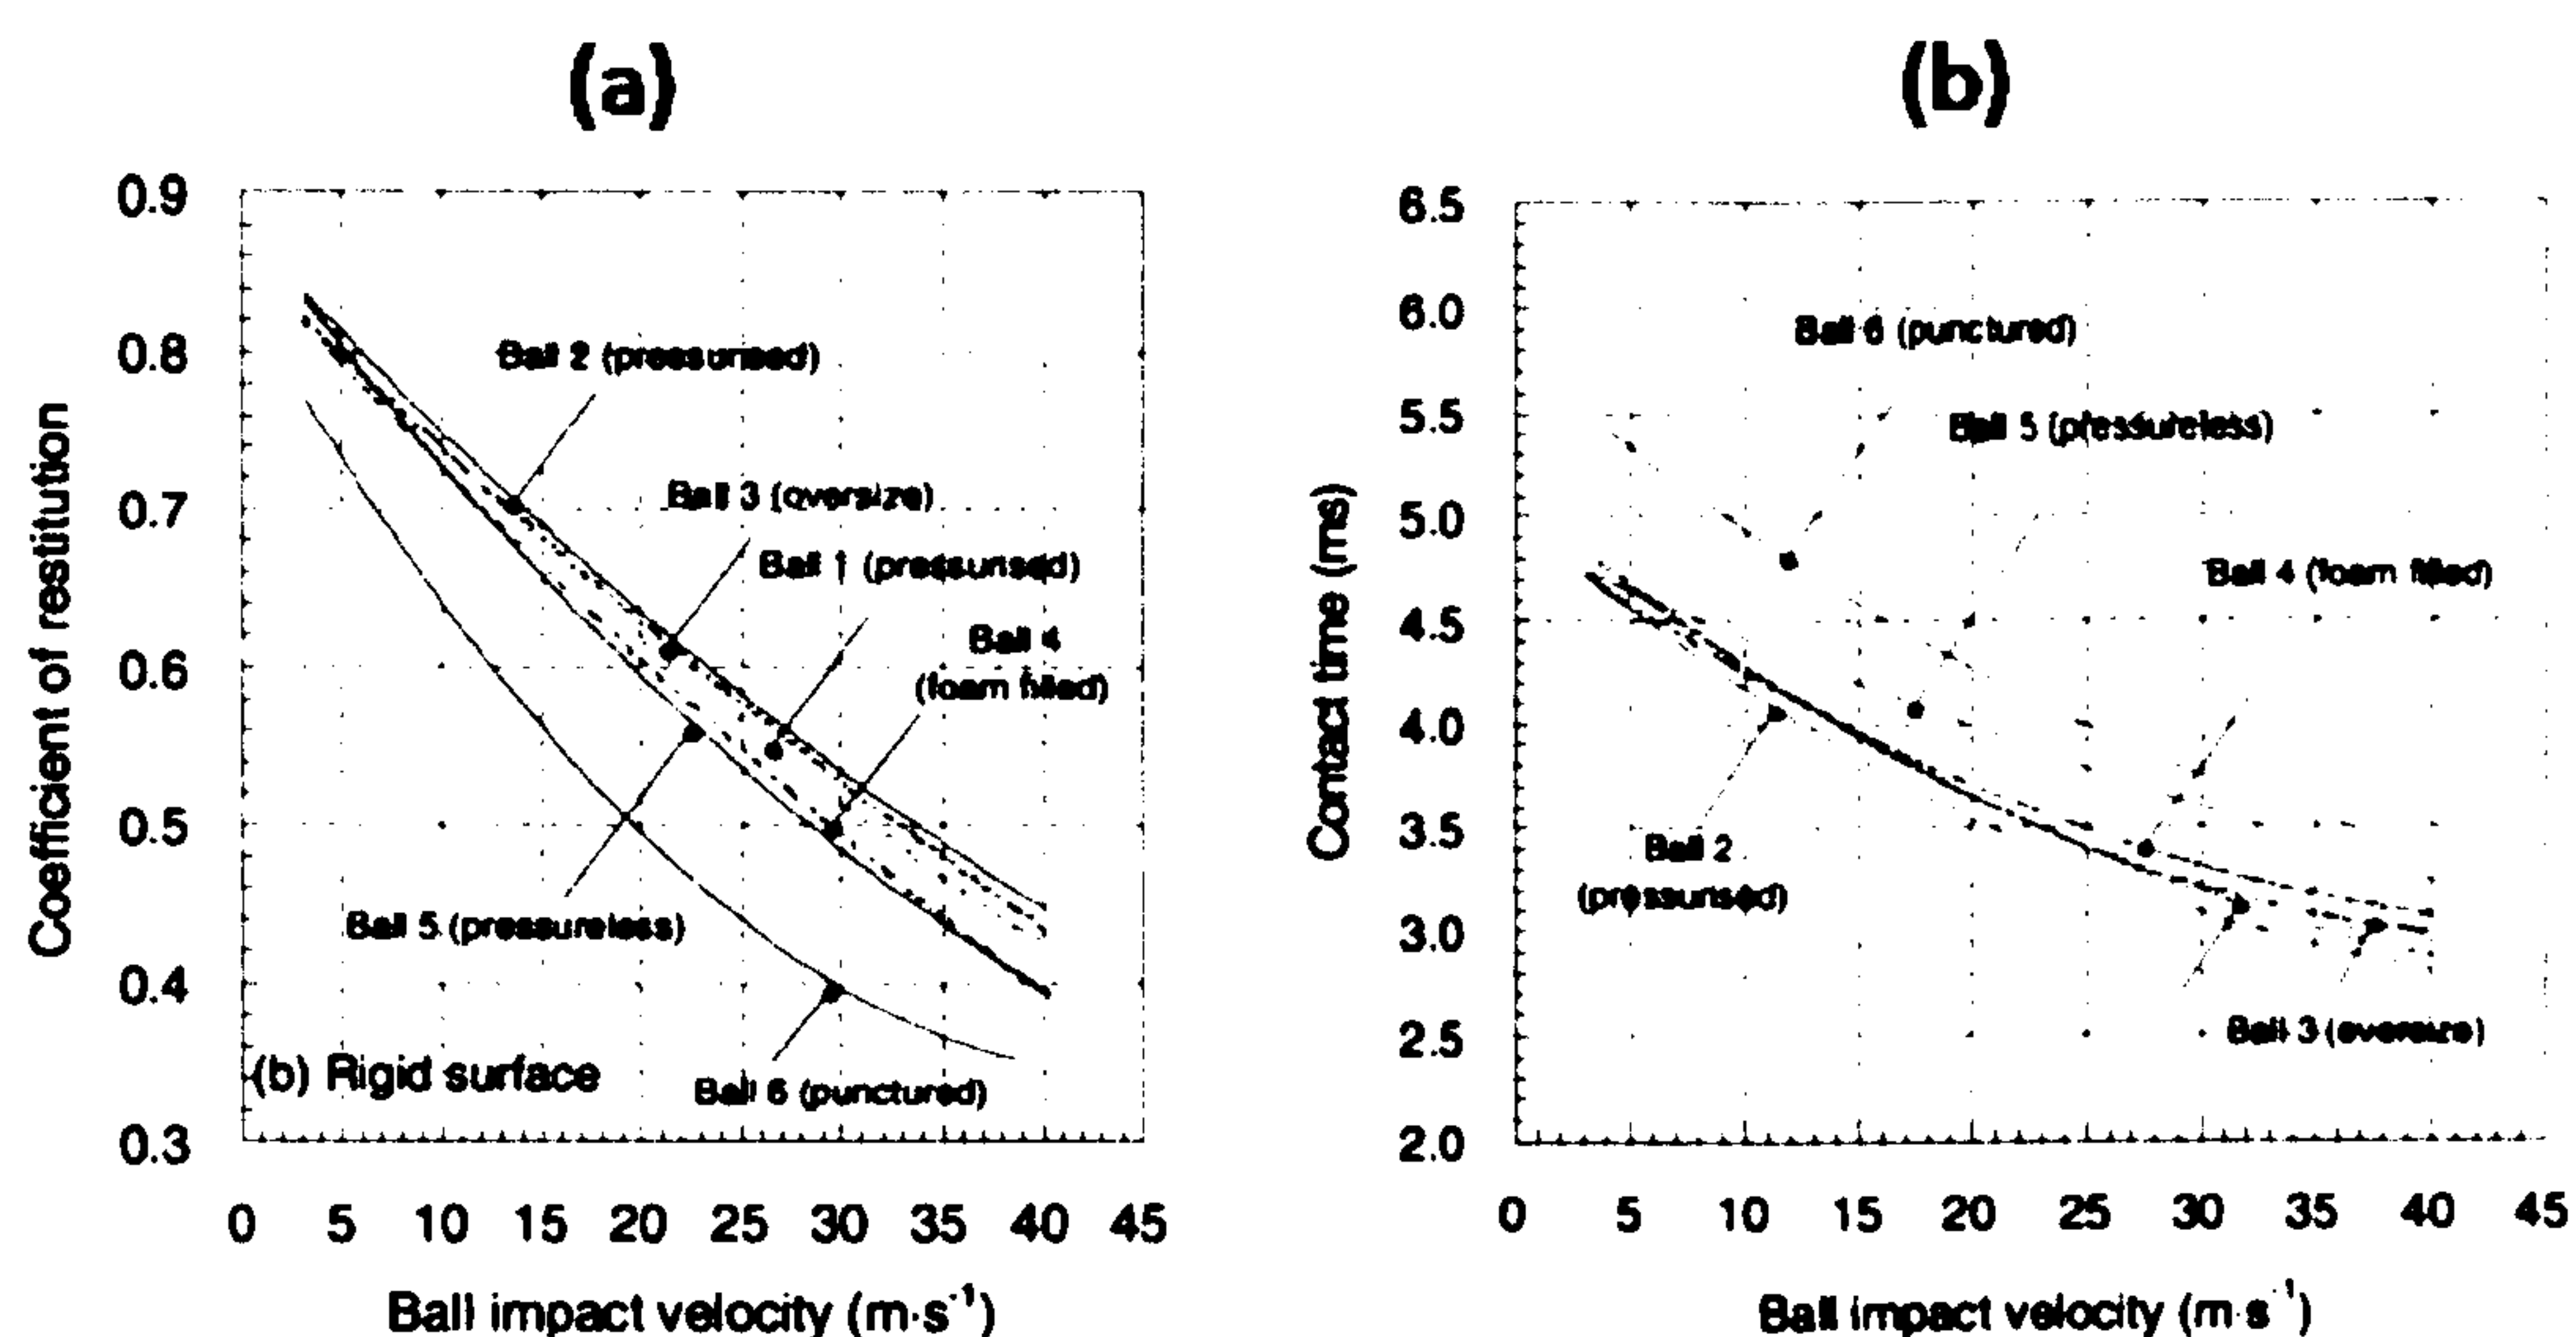 (a)
0.9
0.8
0.7
0.6
0.5
0.4
0.3
Coefficient of restitution
Ball 2 (pressurised)
Ball 3 (oversize)
Ball 1 (pressurised)
Ball 4
(foam filled)
Ball 5 (pressureless)
Ball 6 (punctured)
(b) Rigid surface
0 5 10 15 20 25 30 35 40 45
Ball impact velocity (m·s⁻¹)
(b)
6.5
6.0
5.5
5.0
4.5
4.0
3.5
3.0
2.5
2.0
Contact time (ms)
Ball 6 (punctured)
Ball 5 (pressureless)
Ball 4 (foam filled)
Ball 2
(pressurised)
Ball 3 (oversize)
0 5 10 15 20 25 30 35 40 45
Ball impact velocity (m·s⁻¹)